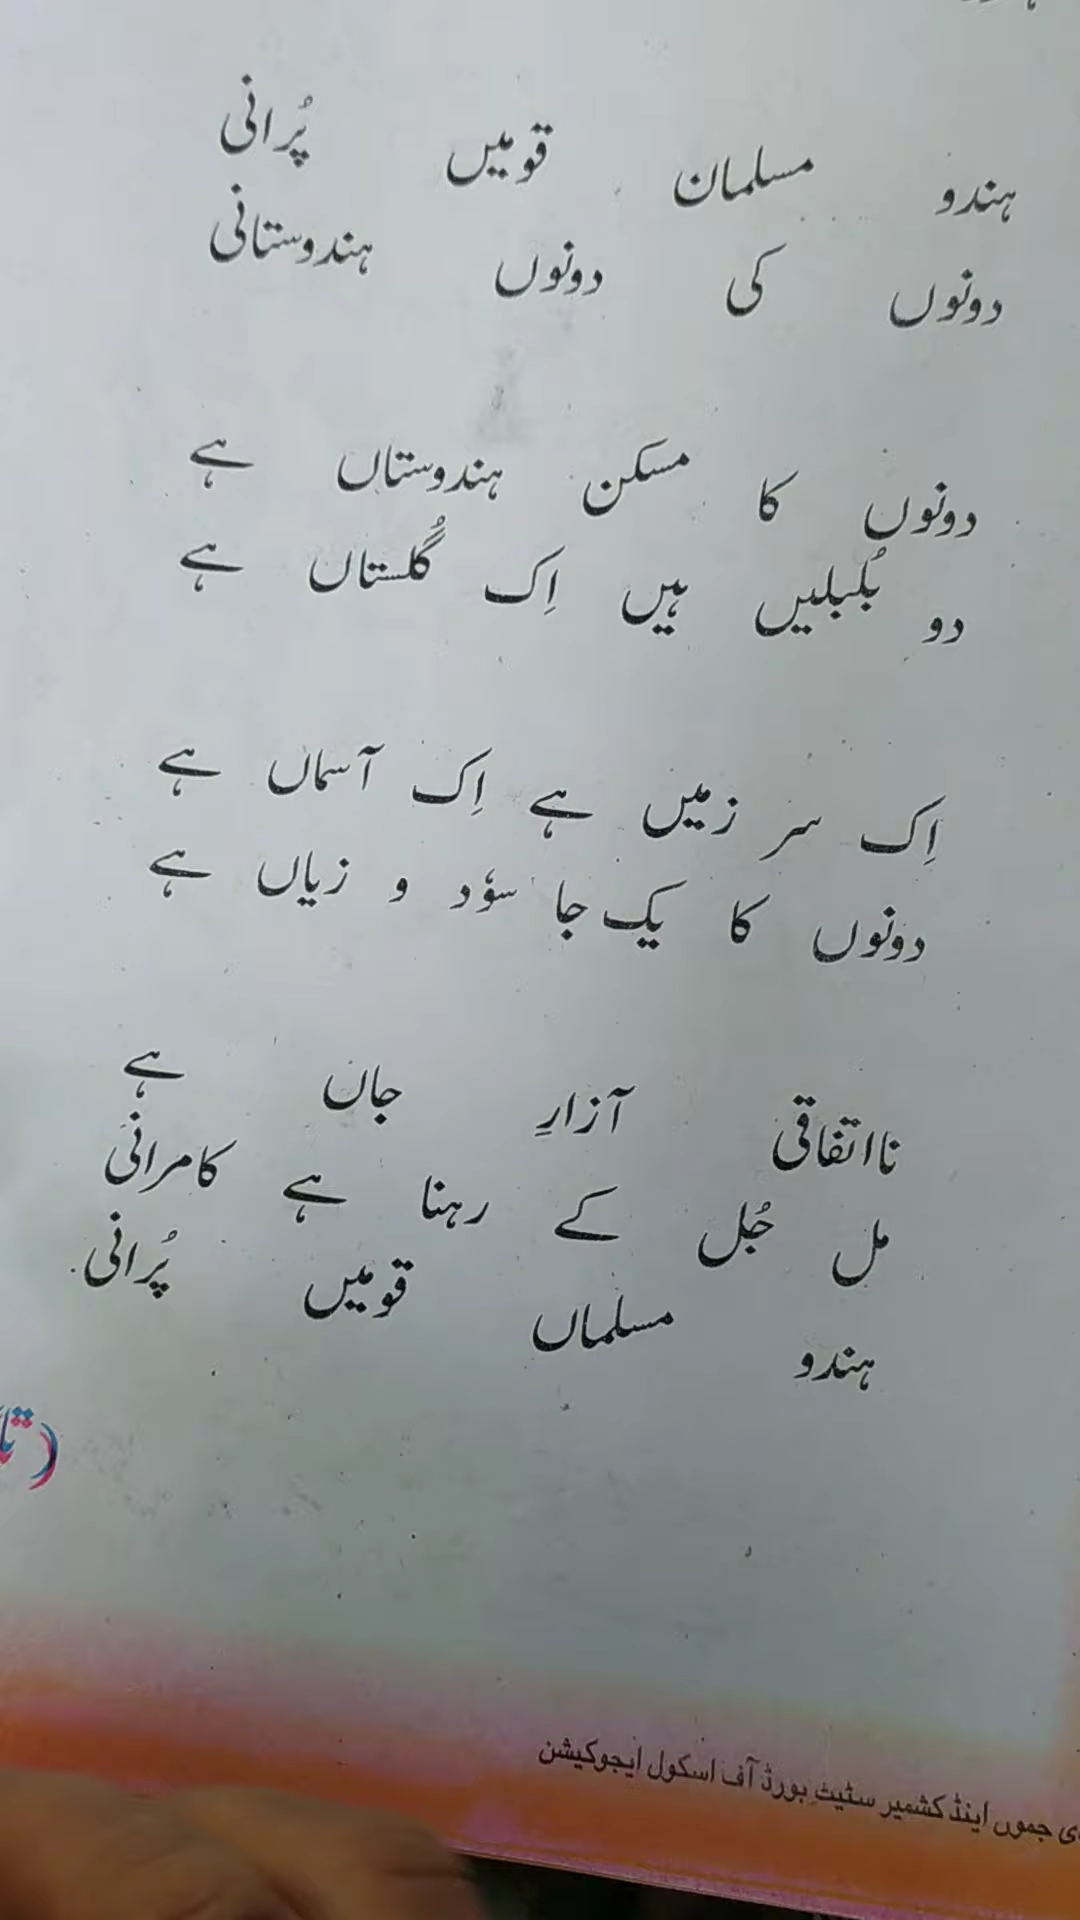 ہندو مسلمان قومیں پُرانی
دونوں کی دونوں ہندوستانی
دونوں کا مسکن ہندوستاں ہے
دو بُلبلیں ہیں اِک گُلستاں ہے
اِک سر زمیں ہے اِک آسماں ہے
دونوں کا یک جا سوٗد و زیاں ہے
نااتفاقی آزارِ جاں ہے
مل جُل کے رہنا ہے کامرانی
ہندو مسلماں قومیں پُرانی
جموں اینڈ کشمیر سٹیٹ بورڈ آف اسکول ایجوکیشن